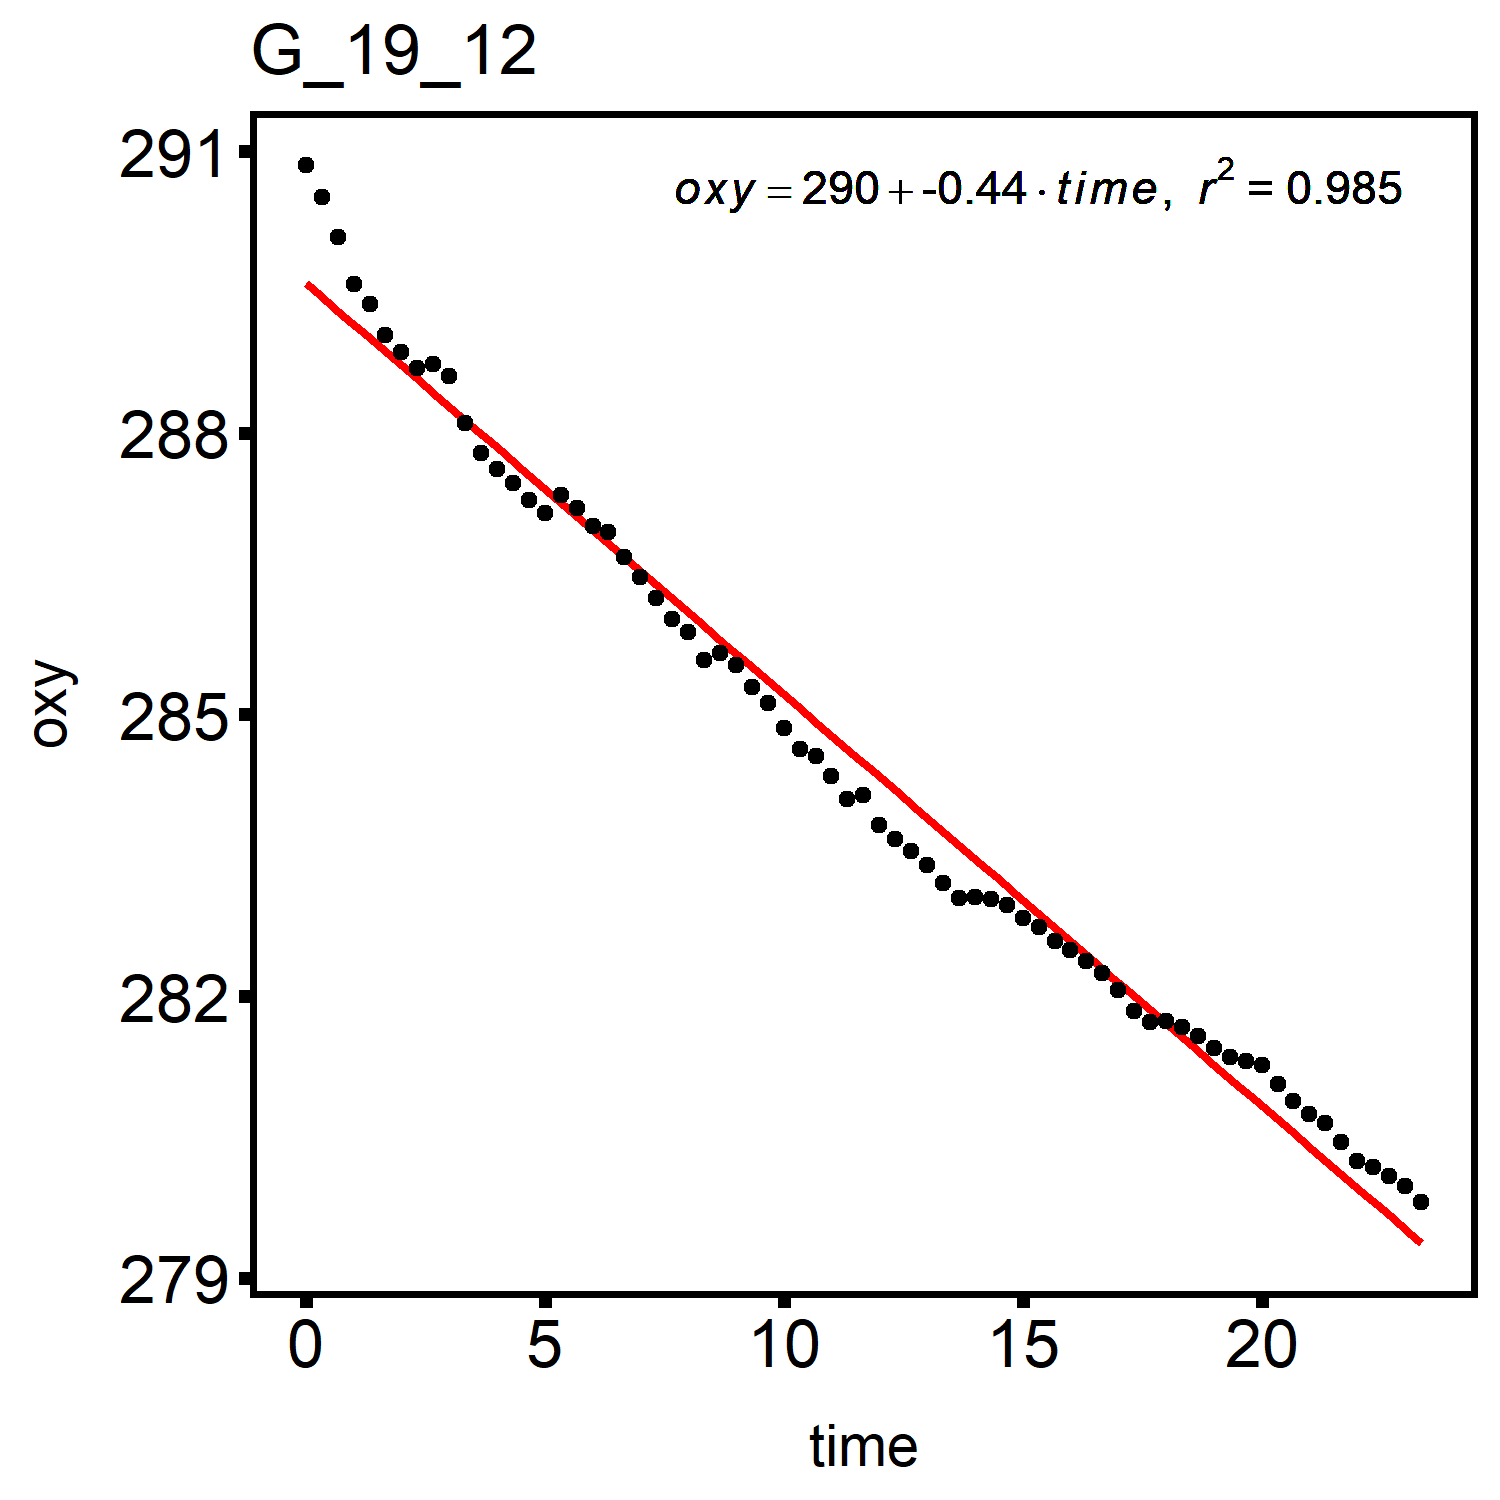 G_19_12
oxy = 290 + -0.44 · time, r² = 0.985
291
288
285
282
279
oxy
0 5 10 15 20
time